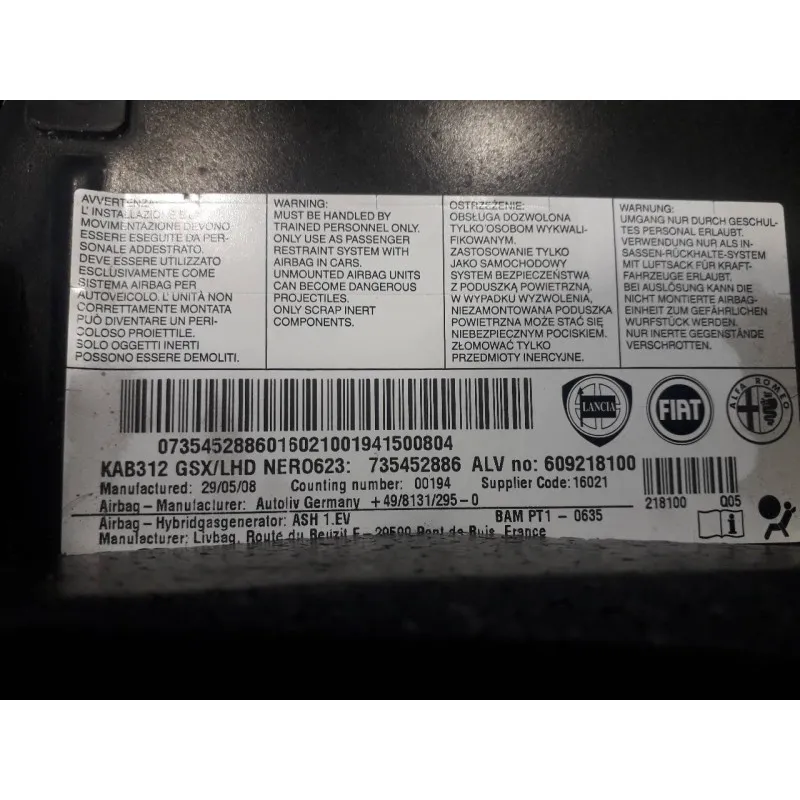 AVVERTENZE:
L'INSTALLAZIONE E LA
MOVIMENTAZIONE DEVONO
ESSERE ESEGUITE DA PER-
SONALE ADDESTRATO.
DEVE ESSERE UTILIZZATO
ESCLUSIVAMENTE COME
SISTEMA AIRBAG PER
AUTOVEICOLO. L'UNITÀ NON
CORRETTAMENTE MONTATA
PUÒ DIVENTARE UN PERI-
COLOSO PROIETTILE.
SOLO OGGETTI INERTI
POSSONO ESSERE DEMOLITI.
WARNING:
MUST BE HANDLED BY
TRAINED PERSONNEL ONLY.
ONLY USE AS PASSENGER
RESTRAINT SYSTEM WITH
AIRBAG IN CARS.
UNMOUNTED AIRBAG UNITS
CAN BECOME DANGEROUS
PROJECTILES.
ONLY SCRAP INERT
COMPONENTS.
OSTRZEŻENIE:
OBSŁUGA DOZWOLONA
TYLKO OSOBOM WYKWALI-
FIKOWANYM.
ZASTOSOWANIE TYLKO
JAKO SAMOCHODOWY
SYSTEM BEZPIECZEŃSTWA
Z PODUSZKĄ POWIETRZNĄ.
W WYPADKU WYZWOLENIA,
NIEZAMONTOWANA PODUSZKA
POWIETRZNA MOŻE STAĆ SIĘ
NIEBEZPIECZNYM POCISKIEM.
ZŁOMOWAĆ TYLKO
PRZEDMIOTY INERCYJNE.
WARNUNG:
UMGANG NUR DURCH GESCHUL-
TES PERSONAL ERLAUBT.
VERWENDUNG NUR ALS IN-
SASSEN-RÜCKHALTE-SYSTEM
MIT LUFTSACK FÜR KRAFT-
FAHRZEUGE ERLAUBT.
BEI AUSLÖSUNG KANN DIE
NICHT MONTIERTE AIRBAG-
EINHEIT ZUM GEFÄHRLICHEN
WURFSTÜCK WERDEN.
NUR INERTE GEGENSTÄNDE
VERSCHROTTEN.
LANCIA
FIAT
ALFA ROMEO
0735452886016021001941500804
KAB312 GSX/LHD NERO623: 735452886 ALV no: 609218100
Manufactured: 29/05/08 Counting number: 00194 Supplier Code: 16021
Airbag - Manufacturer: Autoliv Germany +49/8131/295-0
218100 Q05
Airbag - Hybridgasgenerator: ASH 1.EV BAM PT1 - 0635
Manufacturer: Livbag, Route du Beuzit F - 29590 Pont de Buis, France